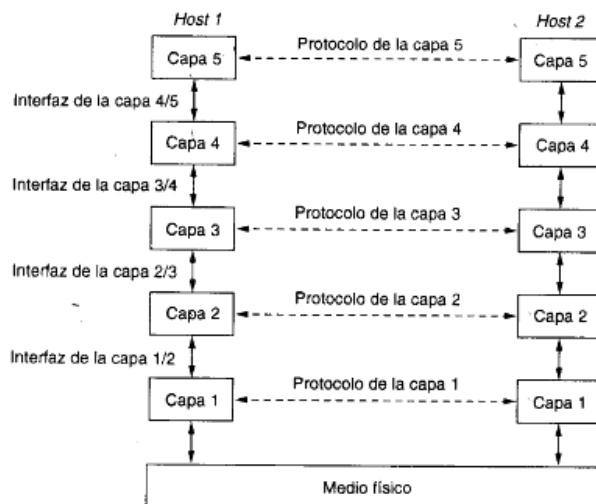 Host 1
Host 2
Capa 5
Protocolo de la capa 5
Capa 5
Interfaz de la capa 4/5
Capa 4
Protocolo de la capa 4
Capa 4
Interfaz de la capa 3/4
Capa 3
Protocolo de la capa 3
Capa 3
Interfaz de la capa 2/3
Capa 2
Protocolo de la capa 2
Capa 2
Interfaz de la capa 1/2
Capa 1
Protocolo de la capa 1
Capa 1
Medio físico